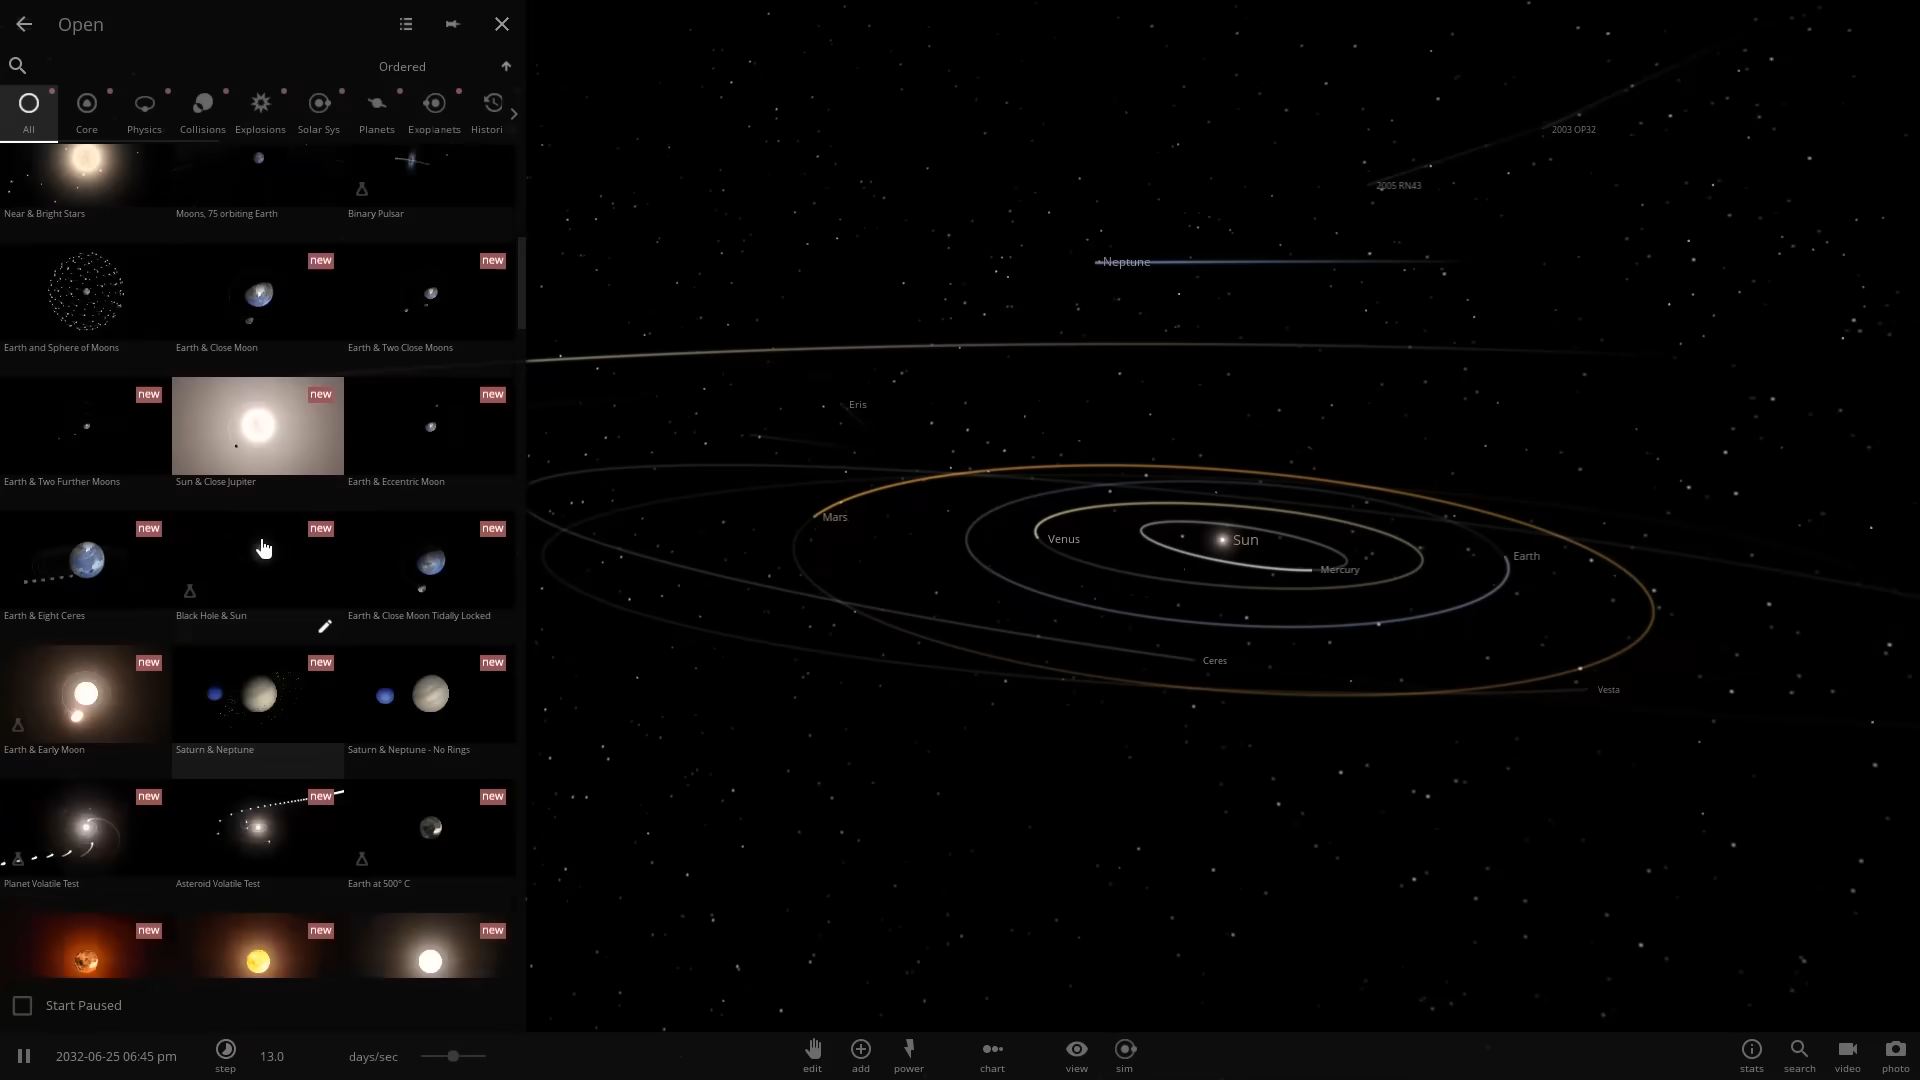 Open
Ordered
All
Core
Physics
Collisions
Explosions
Solar Sys
Planets
Exoplanets
Histori
Near & Bright Stars
Moons, 75 orbiting Earth
Binary Pulsar
new
new
Earth and Sphere of Moons
Earth & Close Moon
Earth & Two Close Moons
new
new
new
Earth & Two Further Moons
Sun & Close Jupiter
Earth & Eccentric Moon
new
new
new
Earth & Eight Ceres
Black Hole & Sun
Earth & Close Moon Tidally Locked
new
new
new
Earth & Early Moon
Saturn & Neptune
Saturn & Neptune - No Rings
new
new
new
Planet Volatile Test
Asteroid Volatile Test
Earth at 500° C
new
new
new
Start Paused
2003 OP32
2005 RN43
Neptune
Eris
Mars
Venus
Sun
Earth
Mercury
Ceres
Vesta
2032-06-25 06:45 pm
step
13.0
days/sec
edit
add
power
chart
view
sim
stats
search
video
photo